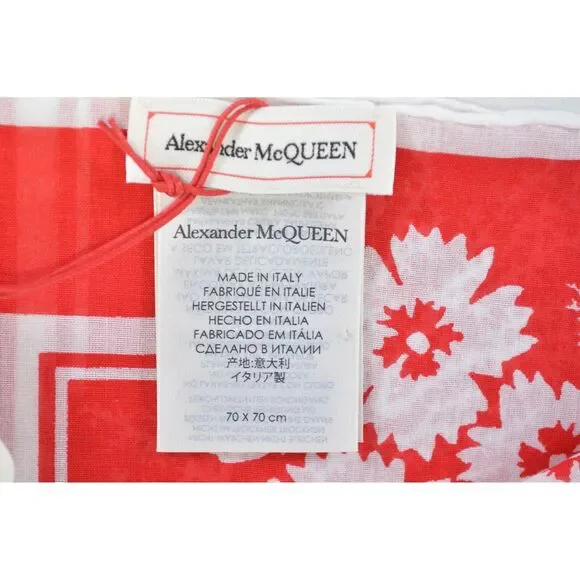 Alexander McQUEEN
Alexander McQUEEN
MADE IN ITALY
FABRIQUÉ EN ITALIE
HERGESTELLT IN ITALIEN
HECHO EN ITALIA
FABRICADO EM ITÁLIA
СДЕЛАНО В ИТАЛИИ
产地:意大利
イタリア製
70 X 70 cm